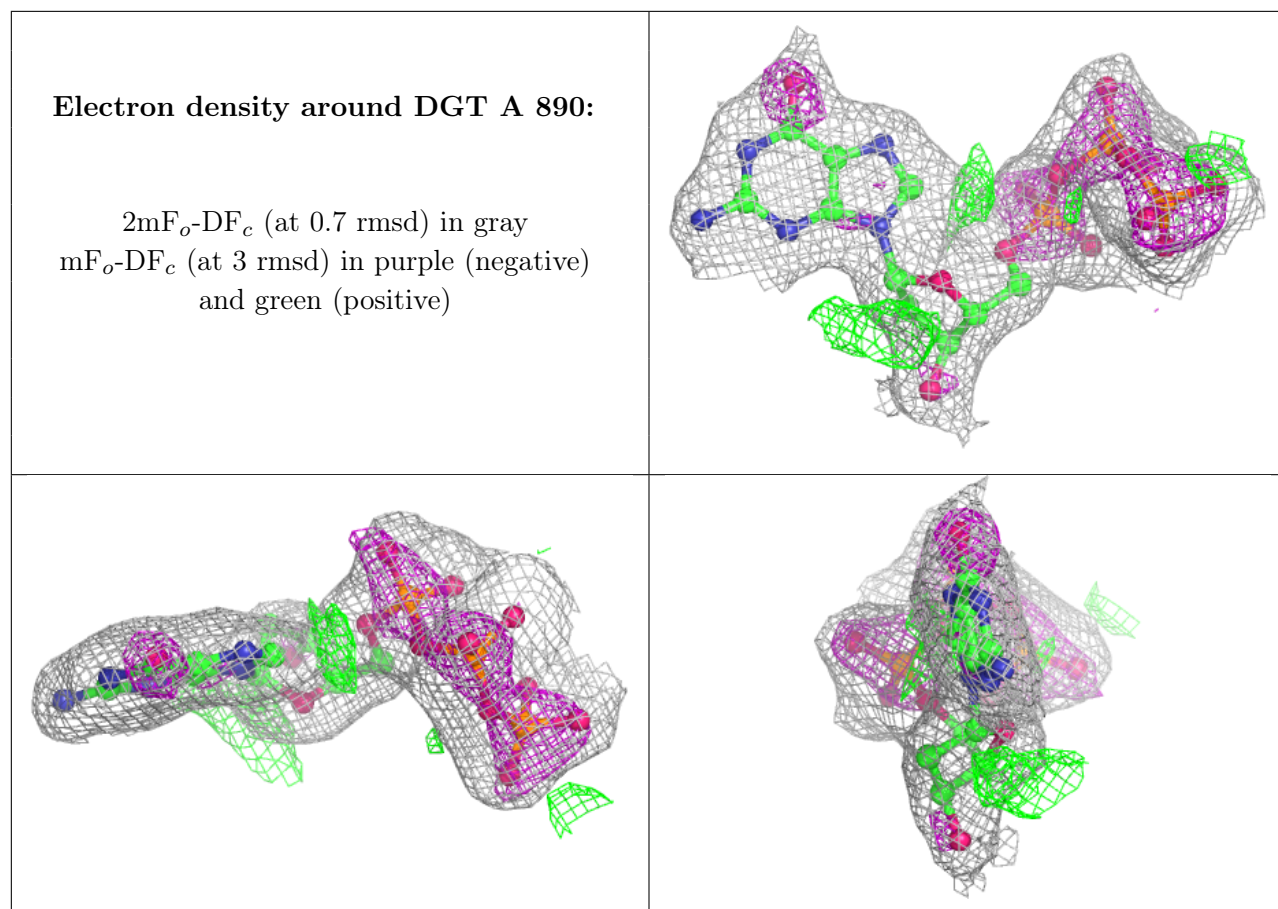 Electron density around DGT A 890:
2mFo-DFc (at 0.7 rmsd) in gray
mFo-DFc (at 3 rmsd) in purple (negative)
and green (positive)